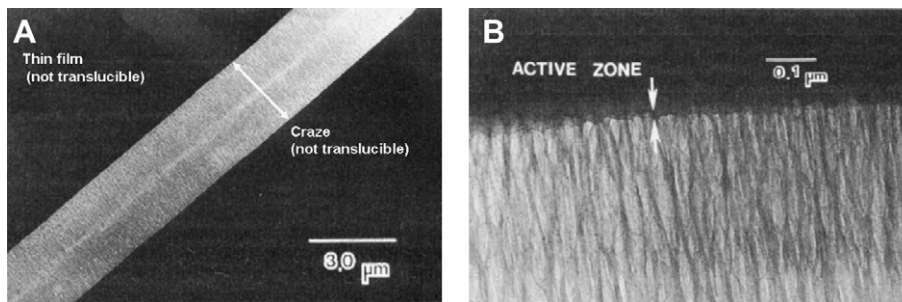 A
Thin film
(not translucible)
Craze
(not translucible)
3.0 µm
B
ACTIVE ZONE
0.1 µm